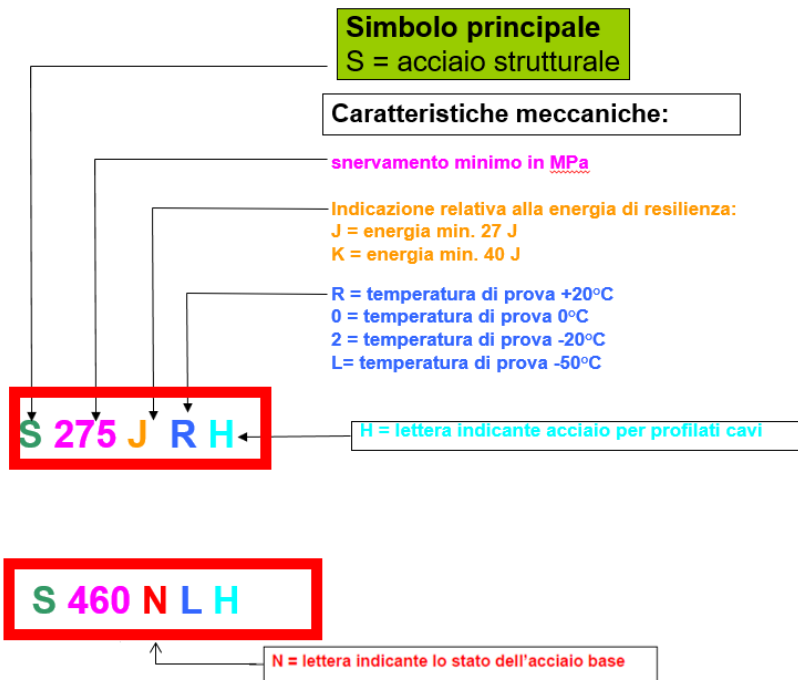 Simbolo principale
S = acciaio strutturale
Caratteristiche meccaniche:
snervamento minimo in MPa
Indicazione relativa alla energia di resilienza:
J = energia min. 27 J
K = energia min. 40 J
R = temperatura di prova +20°C
0 = temperatura di prova 0°C
2 = temperatura di prova -20°C
L= temperatura di prova -50°C
S 275 J R H
H = lettera indicante acciaio per profilati cavi
S 460 N L H
N = lettera indicante lo stato dell'acciaio base